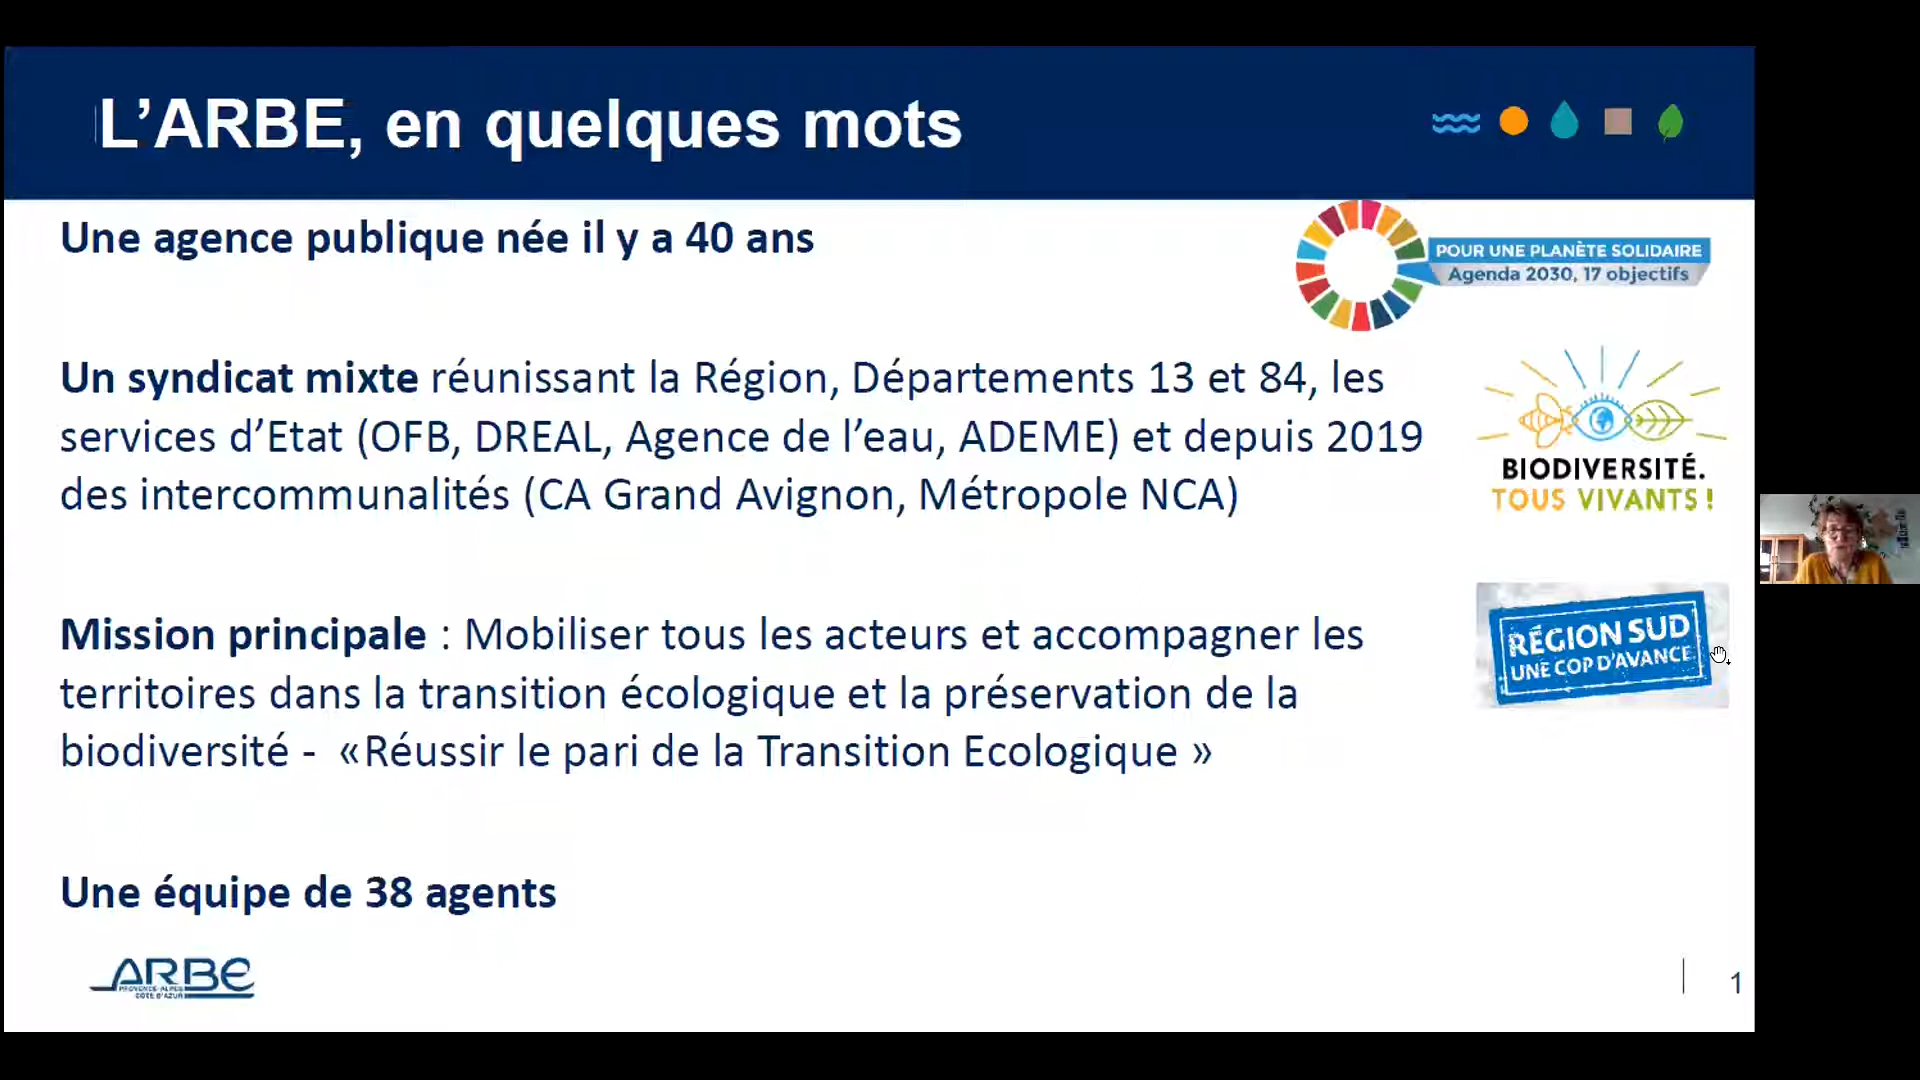 L’ARBE, en quelques mots
Une agence publique née il y a 40 ans
POUR UNE PLANÈTE SOLIDAIRE
Agenda 2030, 17 objectifs
Un syndicat mixte réunissant la Région, Départements 13 et 84, les
services d’Etat (OFB, DREAL, Agence de l’eau, ADEME) et depuis 2019
des intercommunalités (CA Grand Avignon, Métropole NCA)
BIODIVERSITÉ.
TOUS VIVANTS !
Mission principale : Mobiliser tous les acteurs et accompagner les
territoires dans la transition écologique et la préservation de la
biodiversité - «Réussir le pari de la Transition Ecologique »
RÉGION SUD
UNE COP D’AVANCE
Une équipe de 38 agents
ARBE
PROVENCE-ALPES
CÔTE D’AZUR
1